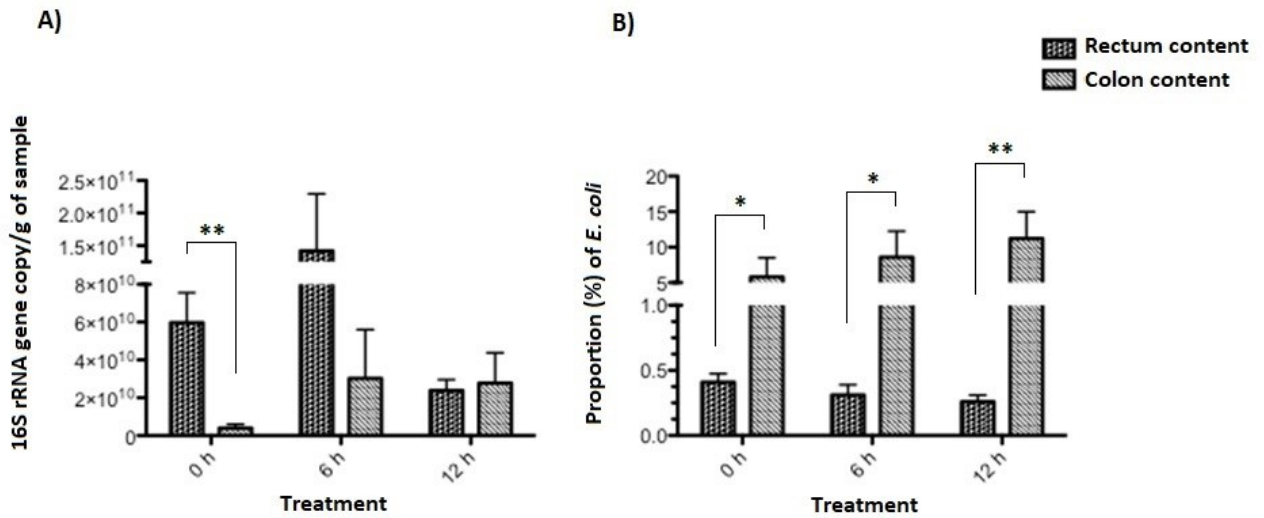 A)
B)
Rectum content
Colon content
16S rRNA gene copy/g of sample
2.5×10¹¹
2.0×10¹¹
1.5×10¹¹
8×10¹⁰
6×10¹⁰
4×10¹⁰
2×10¹⁰
0
**
0 h
6 h
12 h
Treatment
Proportion (%) of E. coli
20
15
10
5
1.0
0.5
0.0
*
*
**
0 h
6 h
12 h
Treatment